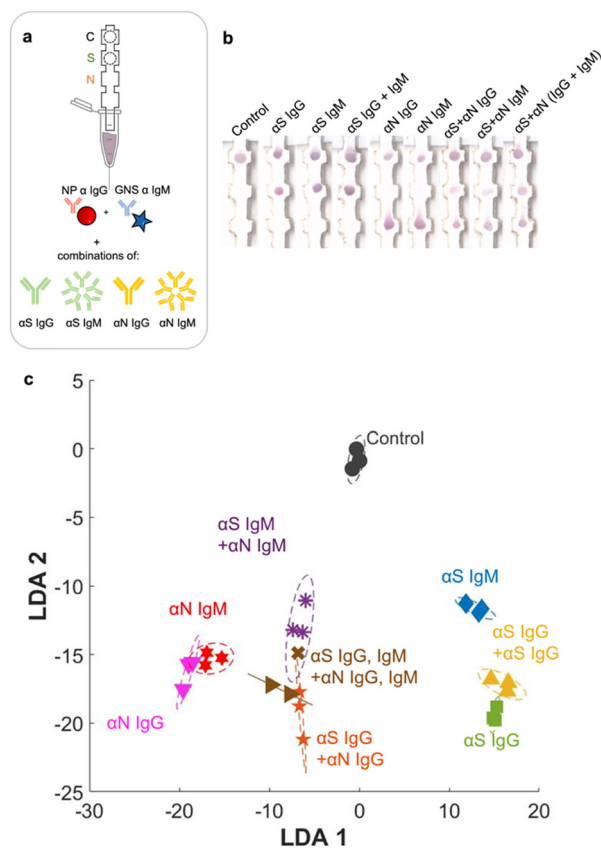 a
C
S
N
NP α IgG GNS α IgM
+
+
combinations of:
αS IgG αS IgM αN IgG αN IgM
b
Control
αS IgG
αS IgM
αS IgG + IgM
αN IgG
αN IgM
αS+αN IgG
αS+αN IgM
αS+αN (IgG + IgM)
c
5
0
-5
-10
-15
-20
-25
LDA 2
Control
αS IgM
+αN IgM
αN IgM
αN IgG
αS IgG, IgM
+αN IgG, IgM
αS IgG
+αN IgG
αS IgM
αS IgG
+αS IgG
αS IgG
-30 -20 -10 0 10 20
LDA 1